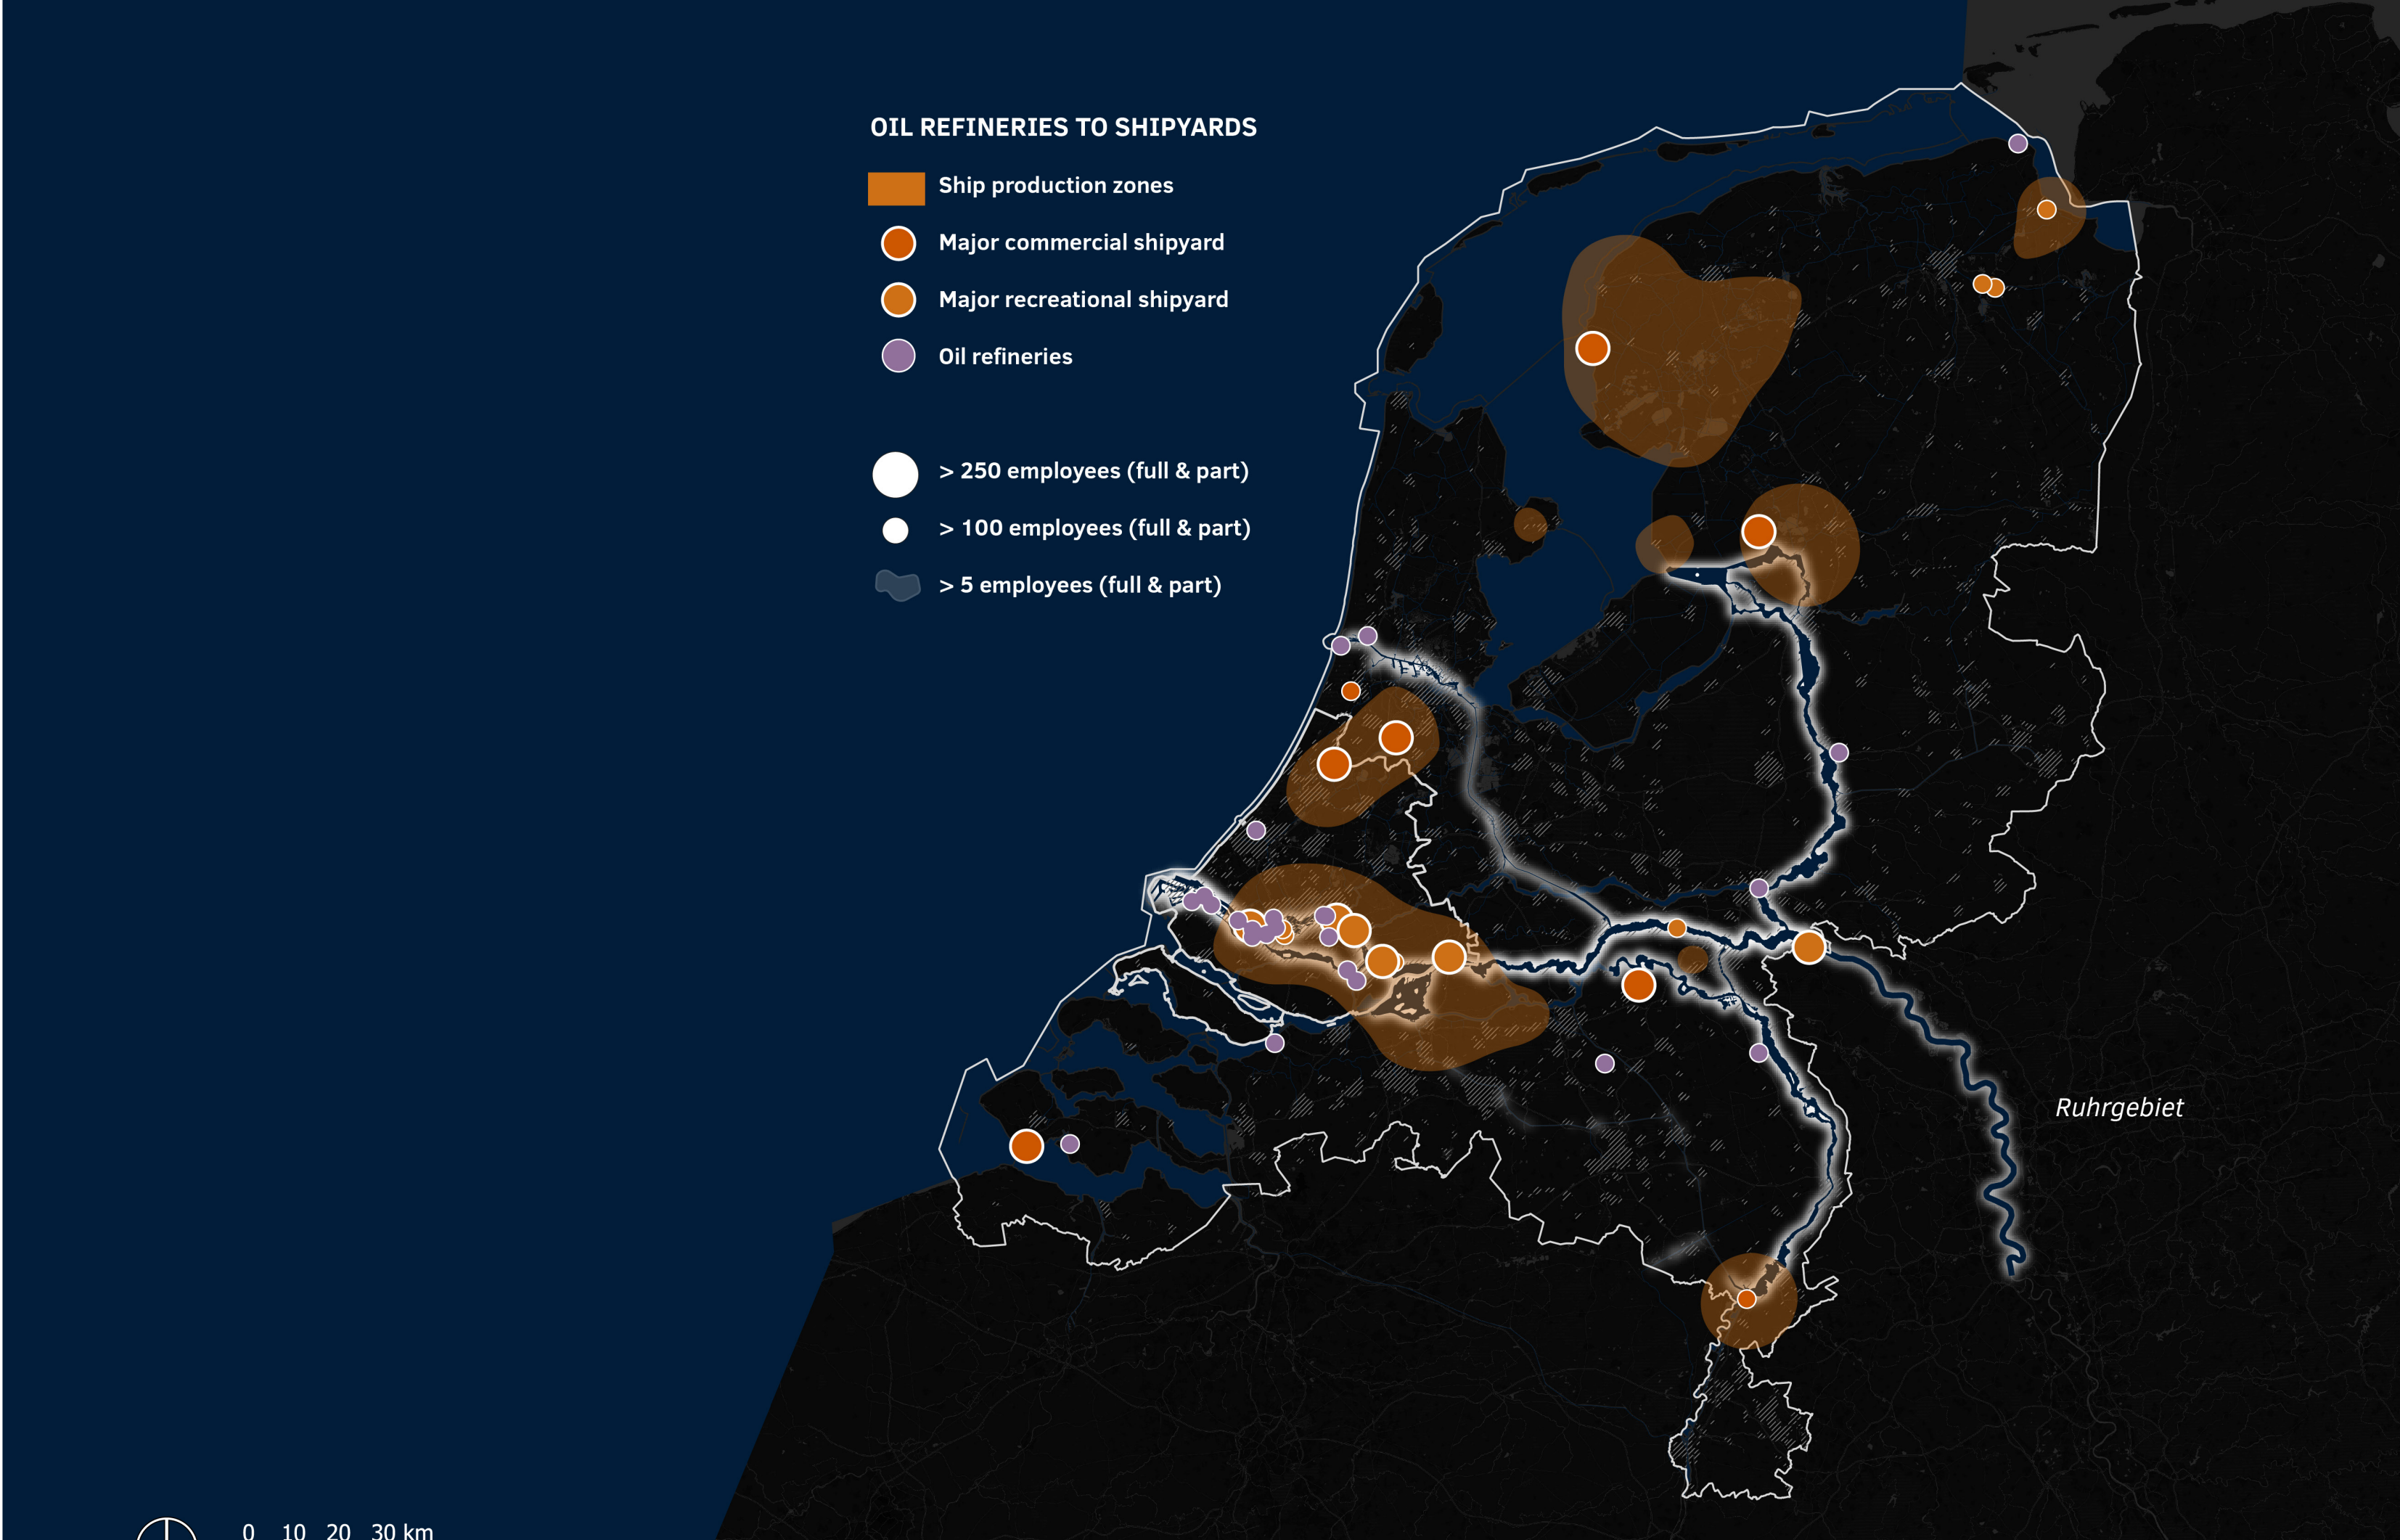 OIL REFINERIES TO SHIPYARDS
Ship production zones
Major commercial shipyard
Major recreational shipyard
Oil refineries
> 250 employees (full & part)
> 100 employees (full & part)
> 5 employees (full & part)
Ruhrgebiet
0 10 20 30 km